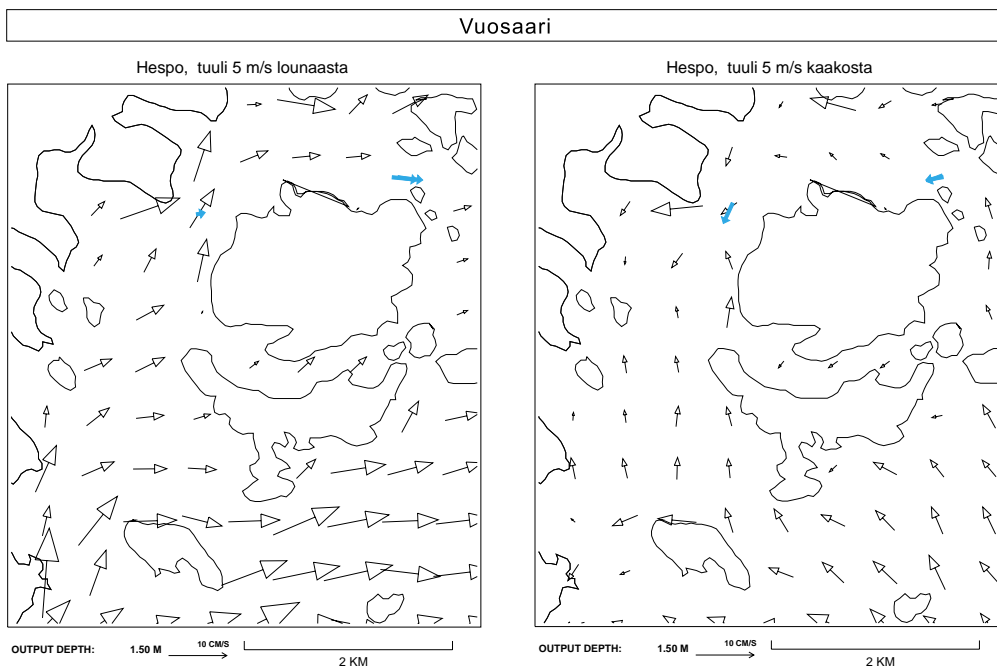 Vuosaari
Hespo, tuuli 5 m/s lounaasta
Hespo, tuuli 5 m/s kaakosta
OUTPUT DEPTH: 1.50 M 10 CM/S
2 KM
OUTPUT DEPTH: 1.50 M 10 CM/S
2 KM